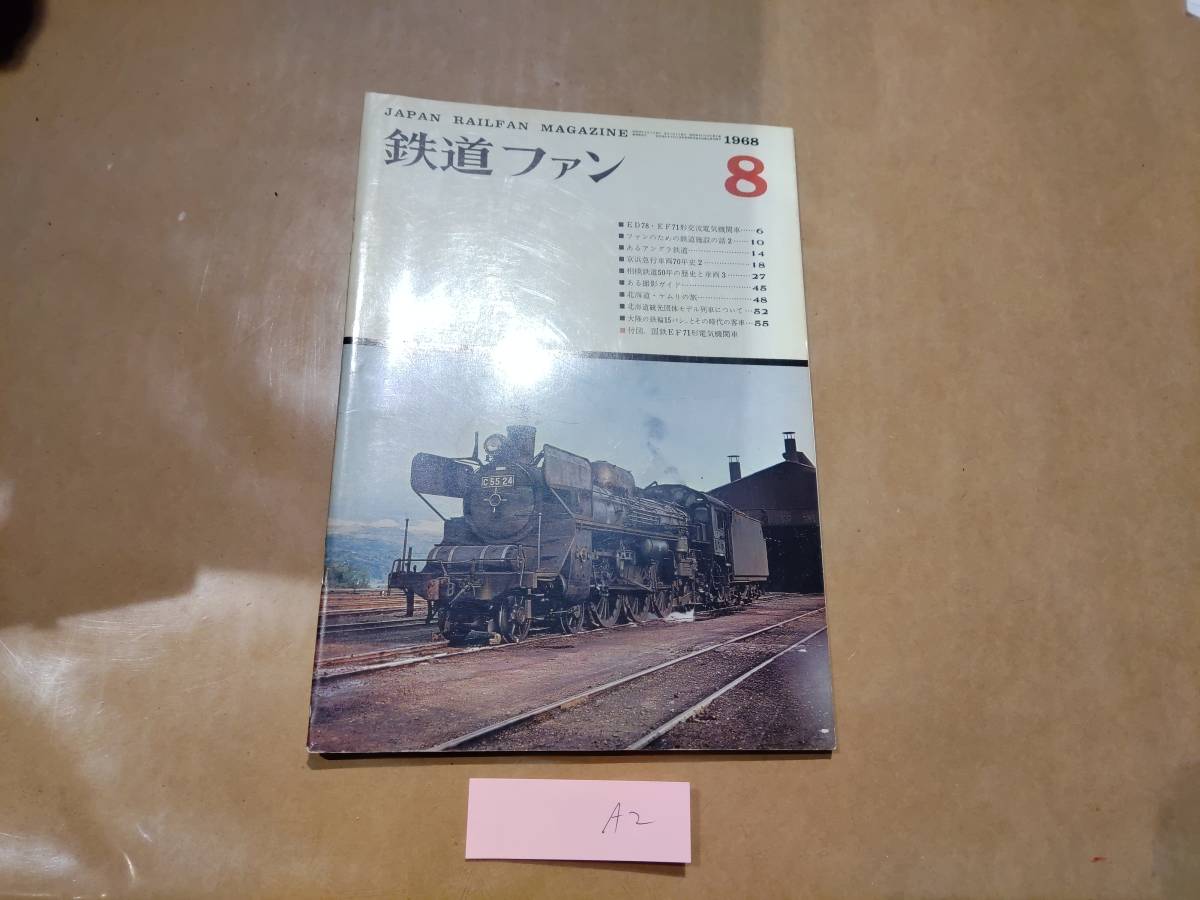 JAPAN RAILFAN MAGAZINE
1968
鉄道ファン
8
■ED78・EF71形交流電気機関車……6
■ファンのための鉄道施設の話2…10
■あるアングラ鉄道…………………14
■京浜急行車両70年史2……………18
■相模鉄道50年の歴史と車両3………27
■ある撮影ガイド……………………45
■北海道・ケムリの旅………………48
■北海道観光団体モデル列車について…52
■大阪の鉄輪15パシ.とその時代の客車…55
■付図. 国鉄EF71形電気機関車
C55 24
A2